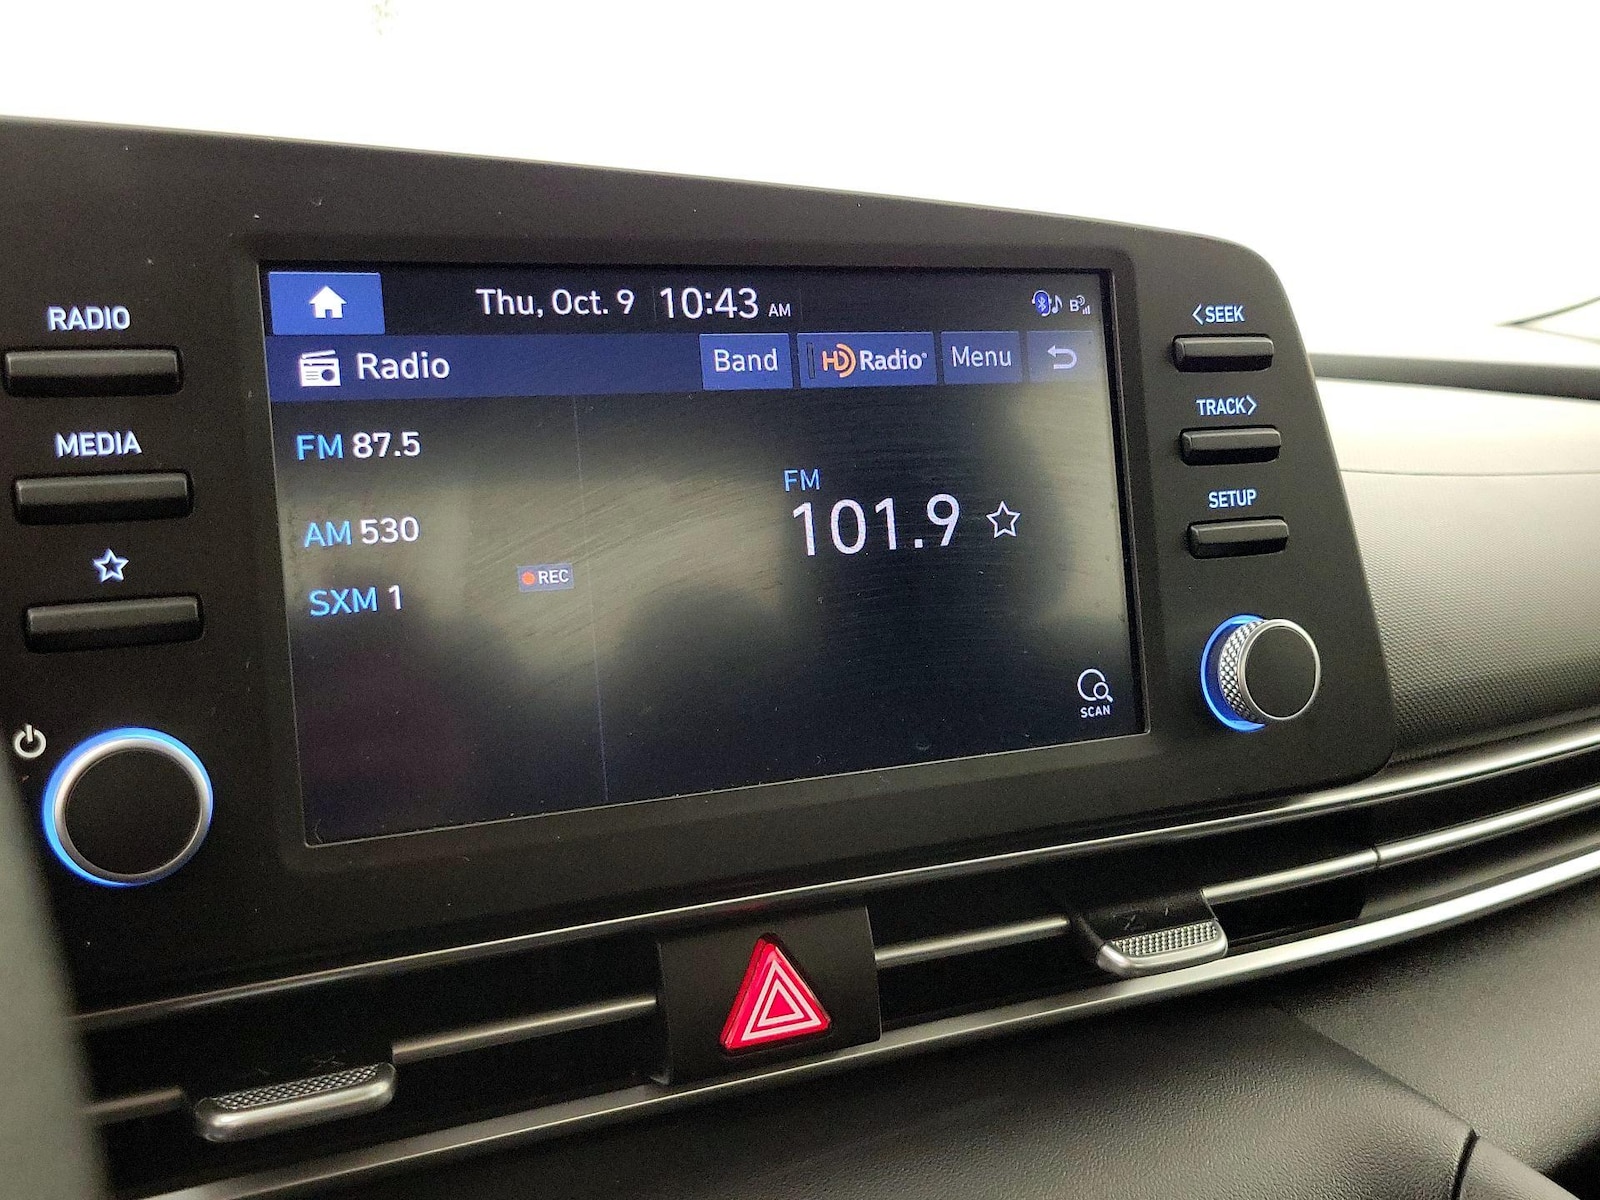 RADIO
MEDIA
Thu, Oct. 9 10:43 AM
B
Radio Band HD Radio® Menu
FM 87.5
AM 530
SXM 1
REC
FM
101.9
SCAN
<SEEK
TRACK>
SETUP